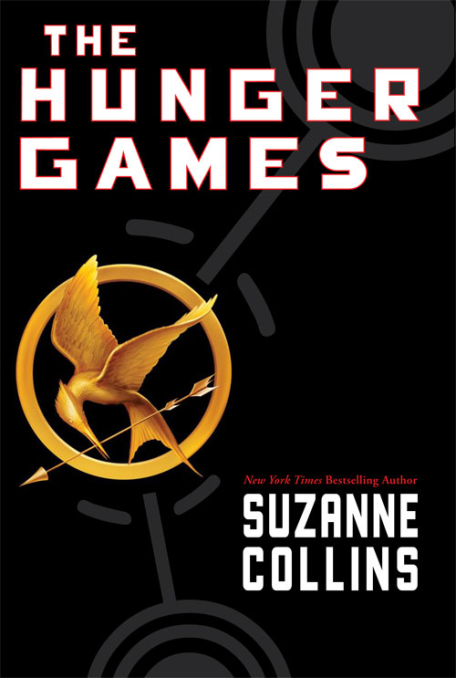 THE
HUNGER
GAMES
New York Times Bestselling Author
SUZANNE
COLLINS